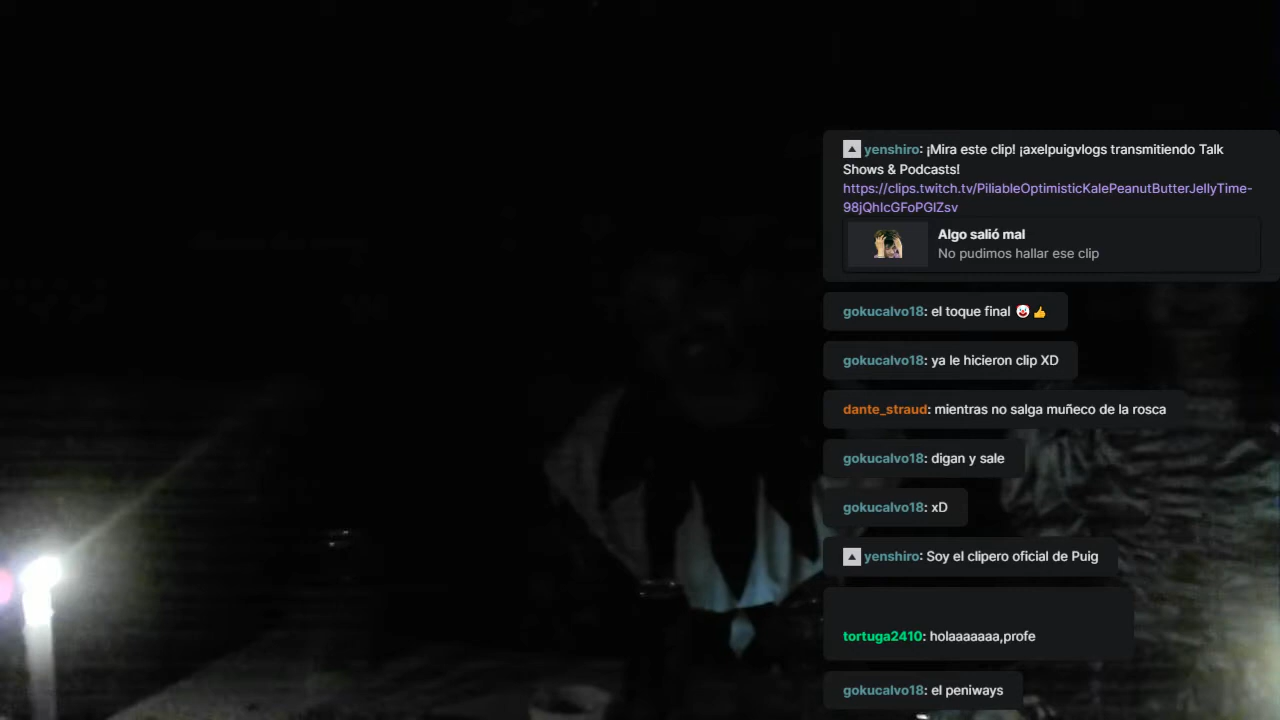 yenshiro: ¡Mira este clip! ¡axelpuigvlogs transmitiendo Talk
Shows & Podcasts!
https://clips.twitch.tv/PiliableOptimisticKalePeanutButterJellyTime-
98jQhIcGFoPGIZsv
Algo salió mal
No pudimos hallar ese clip
gokucalvo18: el toque final 🤡👍
gokucalvo18: ya le hicieron clip XD
dante_straud: mientras no salga muñeco de la rosca
gokucalvo18: digan y sale
gokucalvo18: xD
yenshiro: Soy el clipero oficial de Puig
tortuga2410: holaaaaaaa,profe
gokucalvo18: el peniways